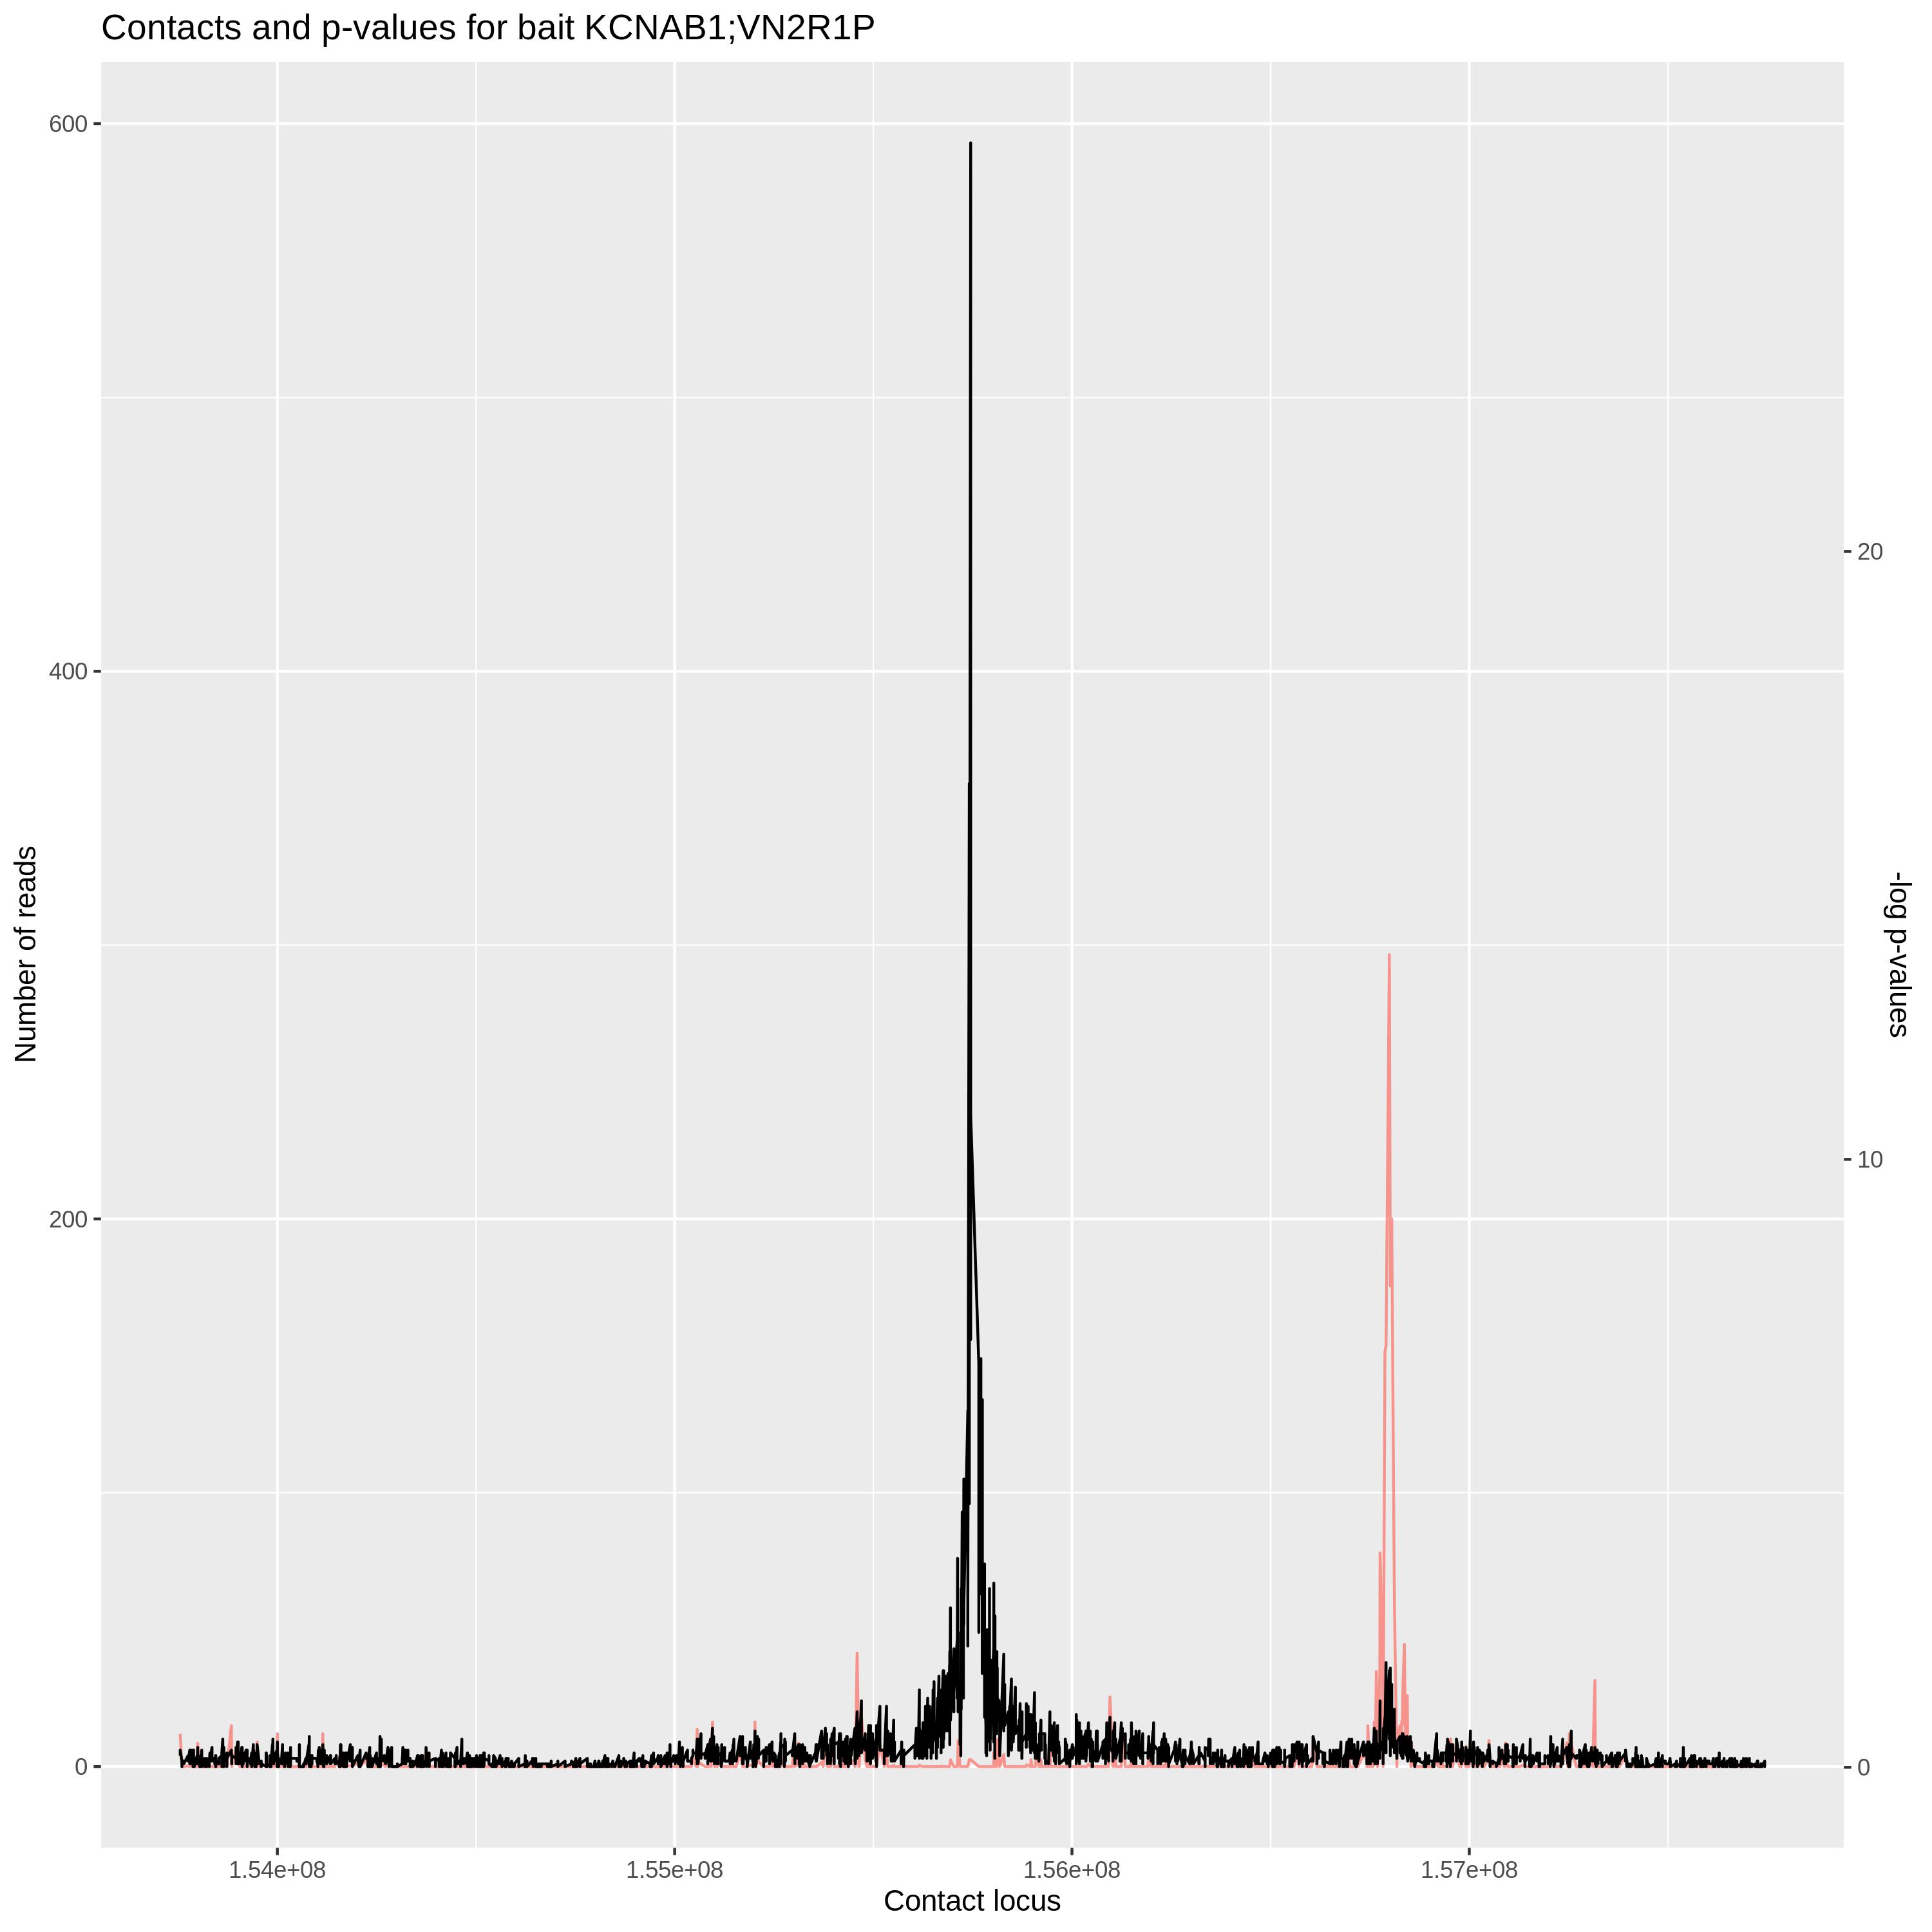 Contacts and p-values for bait KCNAB1;VN2R1P
600
400
200
0
Number of reads
20
10
0
-log p-values
1.54e+08
1.55e+08
1.56e+08
1.57e+08
Contact locus